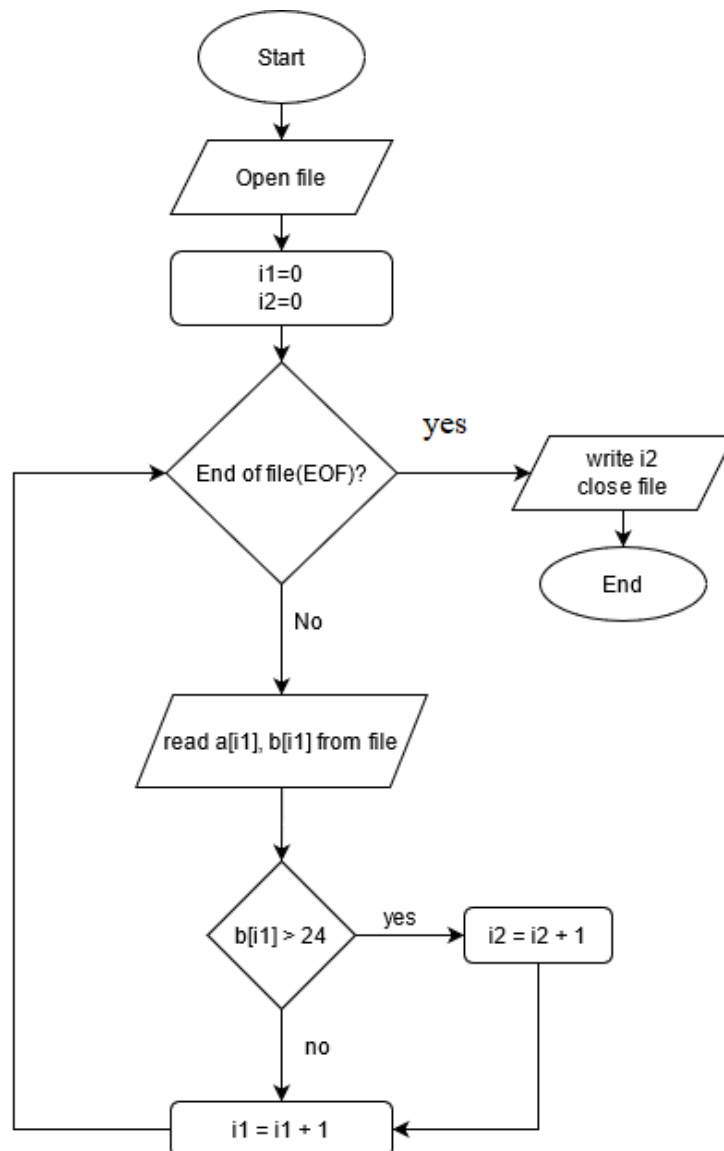 Start
Open file
i1=0
i2=0
End of file(EOF)?
yes
write i2
close file
End
No
read a[i1], b[i1] from file
b[i1] > 24
yes
i2 = i2 + 1
no
i1 = i1 + 1